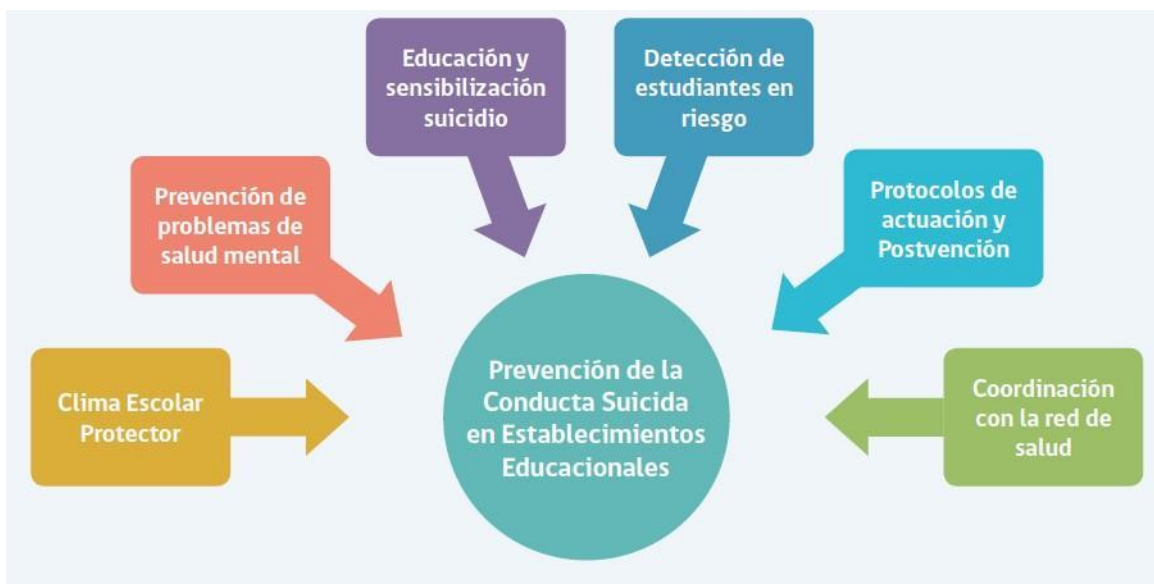 Educación y
sensibilización
suicidio
Detección de
estudiantes en
riesgo
Prevención de
problemas de
salud mental
Protocolos de
actuación y
Postvención
Clima Escolar
Protector
Prevención de la
Conducta Suicida
en Establecimientos
Educacionales
Coordinación
con la red de
salud